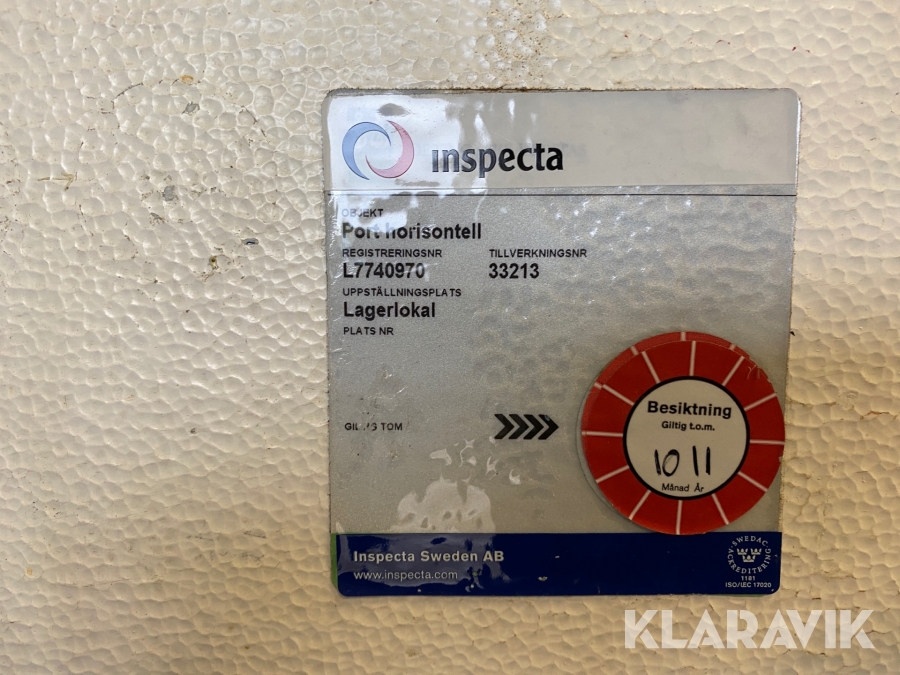 inspecta
OBJEKT
Port horisontell
REGISTRERINGSNR TILLVERKNINGSNR
L7740970 33213
UPPSTÄLLNINGSPLATS
Lagerlokal
PLATS NR
TOM
Besiktning
Giltig t.o.m.
10 11
Månad År
Inspecta Sweden AB
www.inspecta.com
SWEDAC
ACKREDITERING
1181
ISO/IEC 17020
KLARAVIK